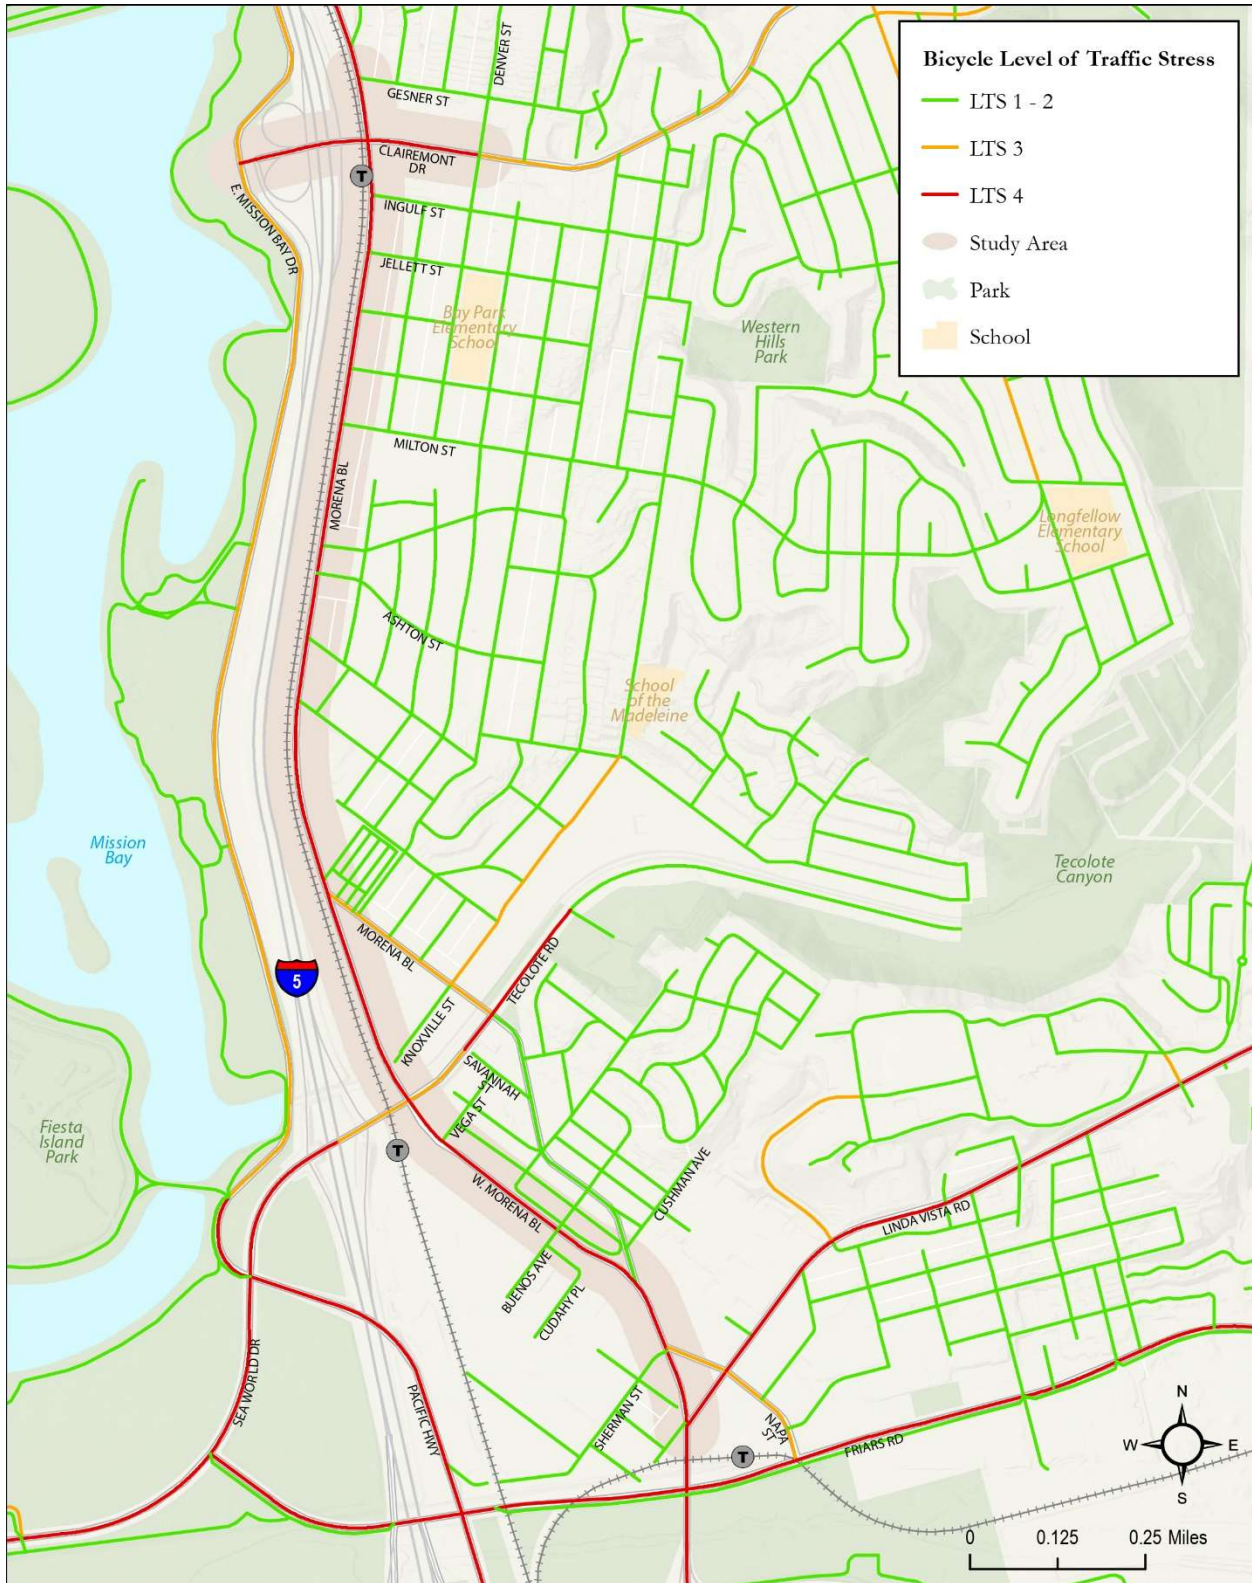 Bicycle Level of Traffic Stress
LTS 1 - 2
LTS 3
LTS 4
Study Area
Park
School
DENVER ST
GESNER ST
CLAIREMONT
DR
T
E. MISSION BAY DR
INGULF ST
JELLETT ST
Bay Park
Elementary
School
Western
Hills
Park
MILTON ST
MORENA BL
Longfellow
Elementary
School
ASHTON ST
School
of the
Madeleine
Mission
Bay
Tecolote
Canyon
MORENA BL
5
TECOLOTE RD
KNOXVILLE ST
SAVANNAH
ST
VEGA ST
Fiesta
Island
Park
T
W. MORENA BL
CUSHMAN AVE
LINDA VISTA RD
BUENOS AVE
CUDAHY PL
SEA WORLD DR
PACIFIC HWY
SHERMAN ST
NAPA
ST
T
FRIARS RD
N
W E
S
0 0.125 0.25 Miles